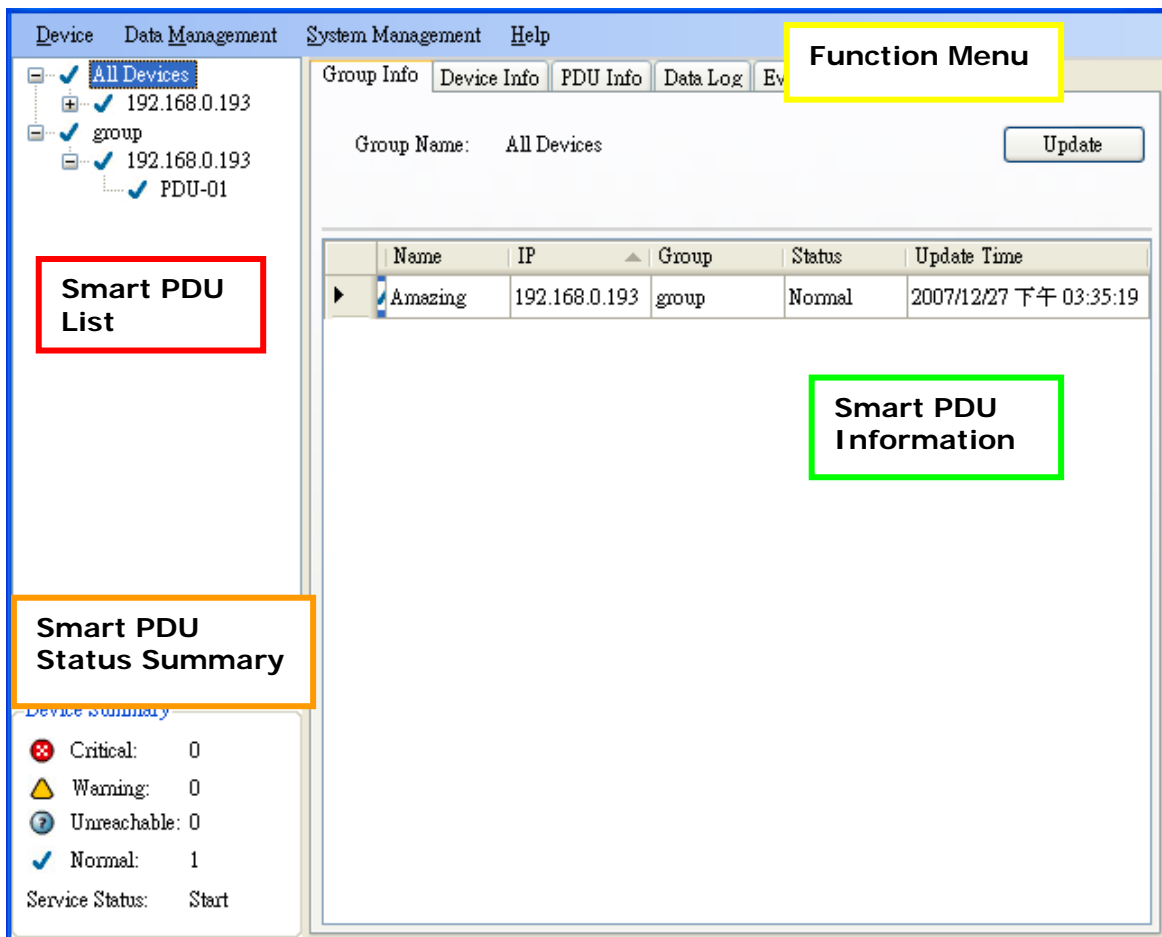 Device Data Management System Management Help
Function Menu
All Devices
192.168.0.193
group
192.168.0.193
PDU-01
Group Info Device Info PDU Info Data Log
Group Name: All Devices
Update
Name IP Group Status Update Time
Amazing 192.168.0.193 group Normal 2007/12/27 下午 03:35:19
Smart PDU
List
Smart PDU
Information
Smart PDU
Status Summary
Device Summary
Critical: 0
Warning: 0
Unreachable: 0
Normal: 1
Service Status: Start